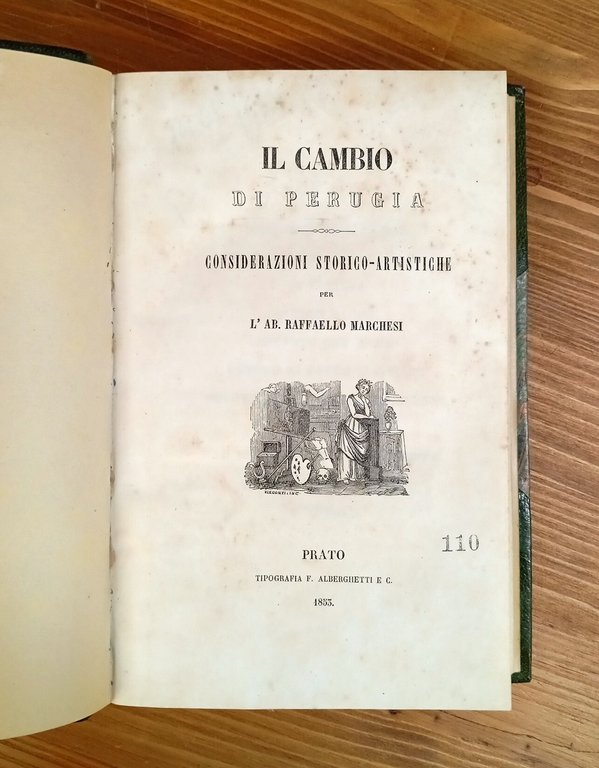 IL CAMBIO
DI PERUGIA
CONSIDERAZIONI STORICO-ARTISTICHE
PER
L' AB. RAFFAELLO MARCHESI
PRATO
110
TIPOGRAFIA F. ALBERGHETTI E C.
1853.